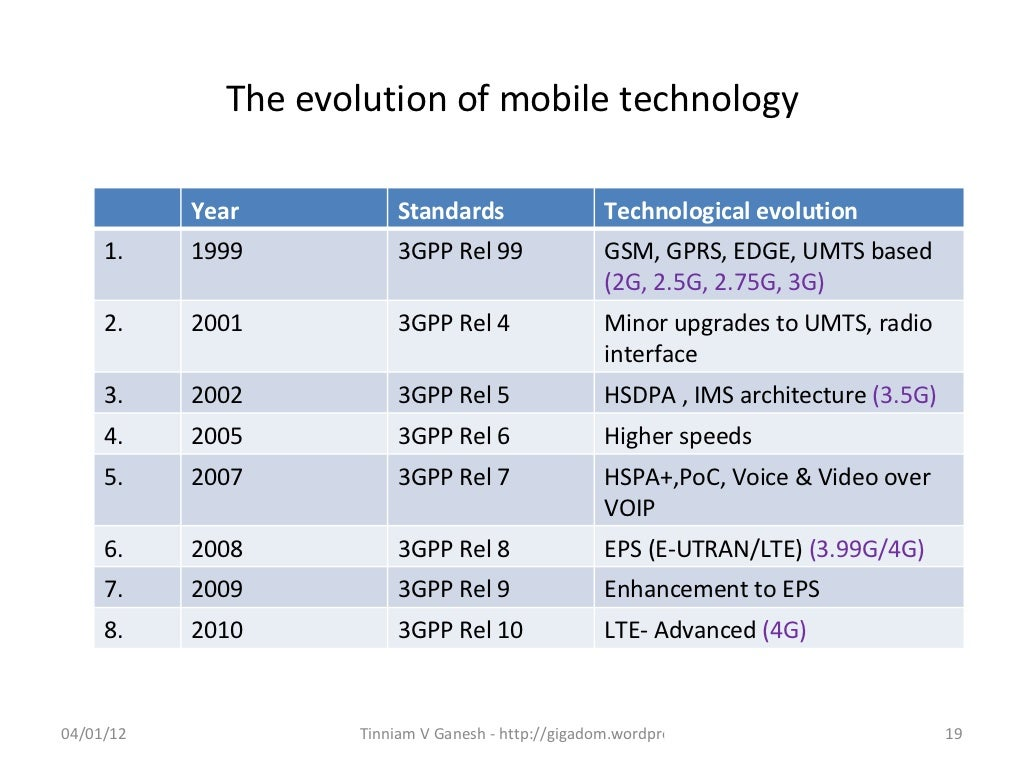 The evolution of mobile technology
Year Standards Technological evolution
1. 1999 3GPP Rel 99 GSM, GPRS, EDGE, UMTS based
(2G, 2.5G, 2.75G, 3G)
2. 2001 3GPP Rel 4 Minor upgrades to UMTS, radio
interface
3. 2002 3GPP Rel 5 HSDPA , IMS architecture (3.5G)
4. 2005 3GPP Rel 6 Higher speeds
5. 2007 3GPP Rel 7 HSPA+,PoC, Voice & Video over
VOIP
6. 2008 3GPP Rel 8 EPS (E-UTRAN/LTE) (3.99G/4G)
7. 2009 3GPP Rel 9 Enhancement to EPS
8. 2010 3GPP Rel 10 LTE- Advanced (4G)
04/01/12 Tinniam V Ganesh - http://gigadom.wordpre 19